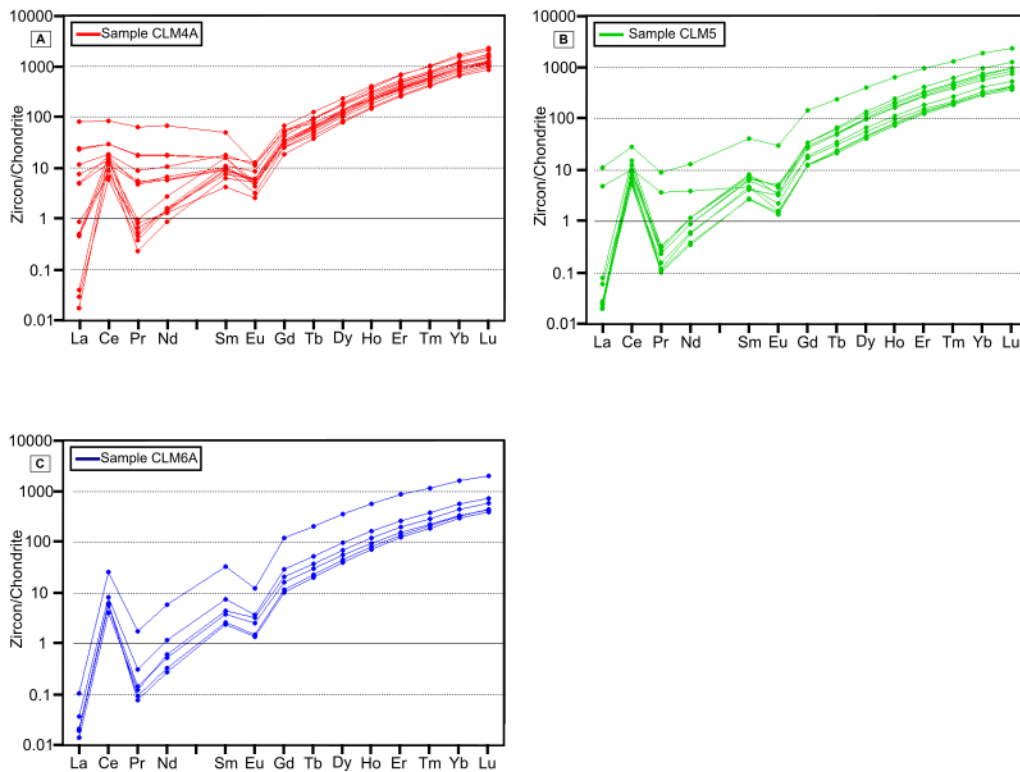 10000
A
Sample CLM4A
1000
100
10
1
0.1
0.01
Zircon/Chondrite
La Ce Pr Nd Sm Eu Gd Tb Dy Ho Er Tm Yb Lu
10000
B
Sample CLM5
1000
100
10
1
0.1
0.01
Zircon/Chondrite
La Ce Pr Nd Sm Eu Gd Tb Dy Ho Er Tm Yb Lu
10000
C
Sample CLM6A
1000
100
10
1
0.1
0.01
Zircon/Chondrite
La Ce Pr Nd Sm Eu Gd Tb Dy Ho Er Tm Yb Lu